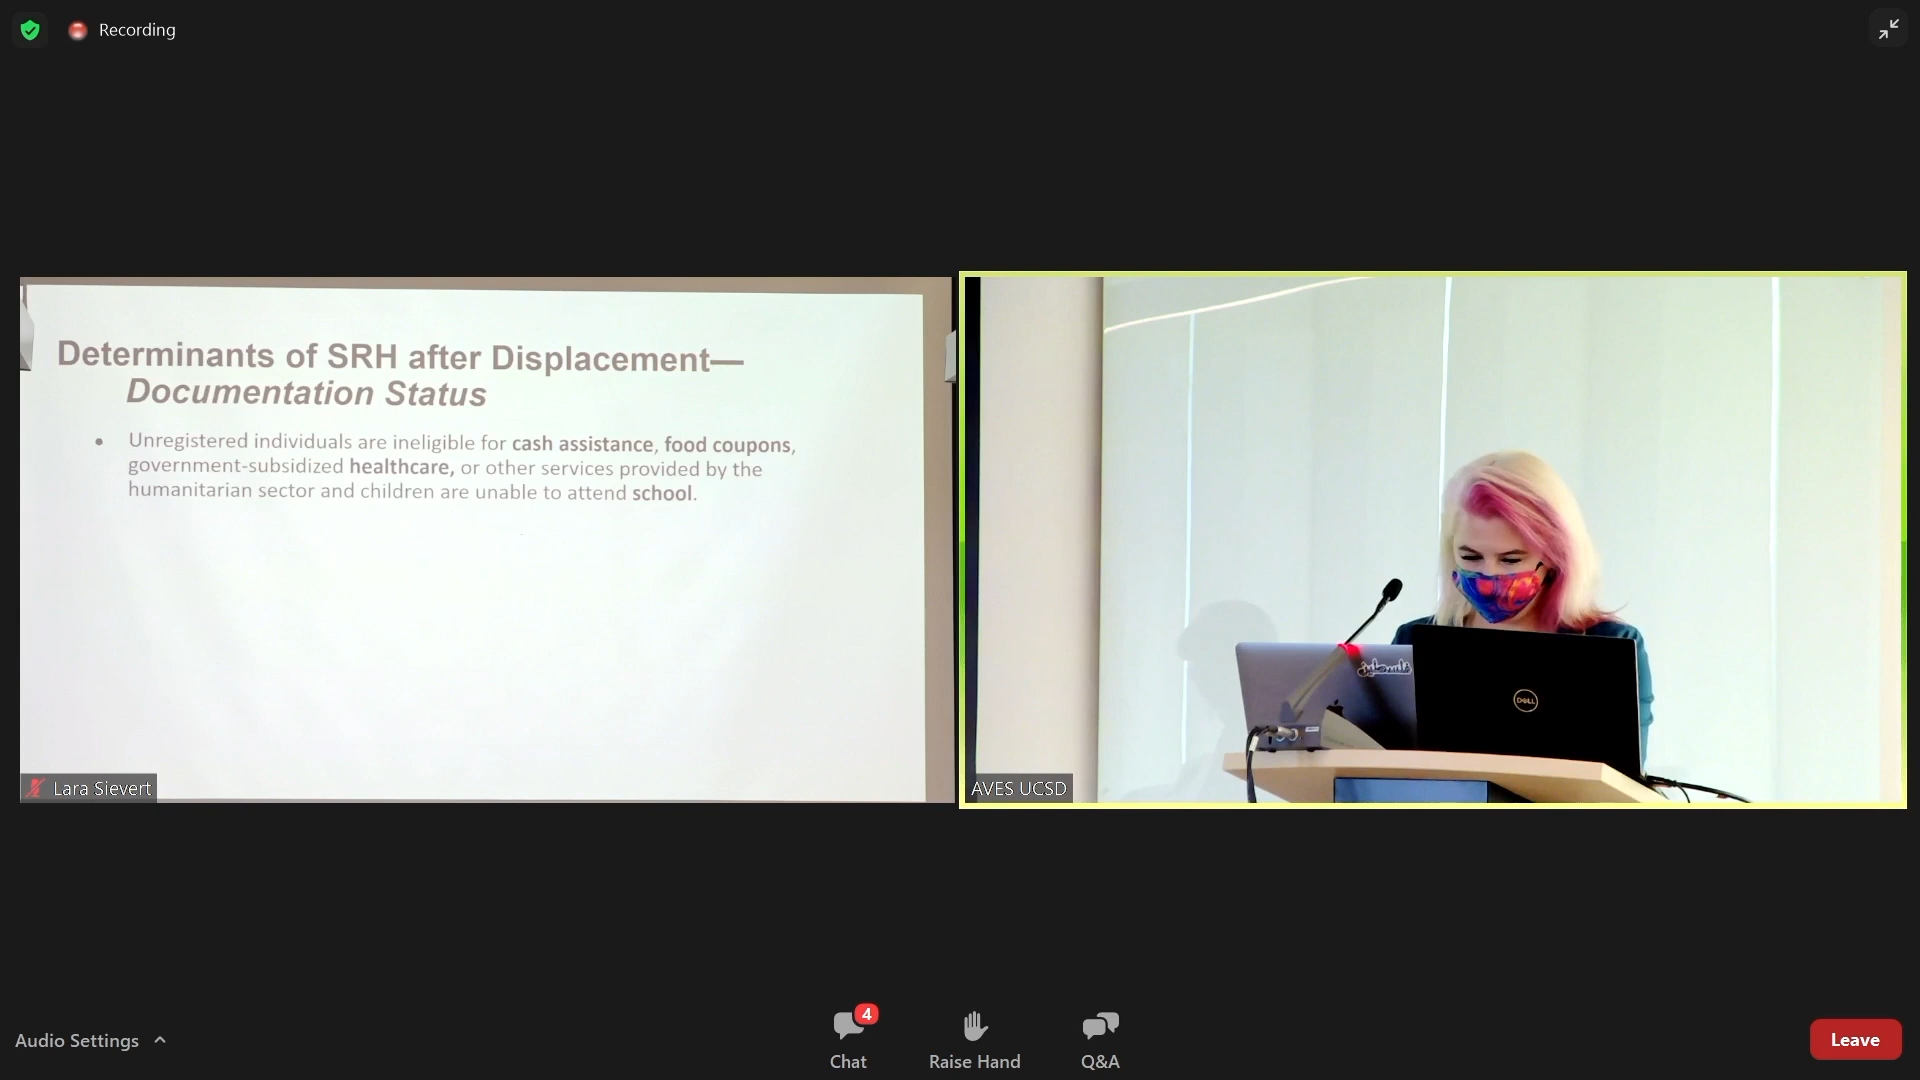 Recording
Determinants of SRH after Displacement—
Documentation Status
• Unregistered individuals are ineligible for cash assistance, food coupons,
government-subsidized healthcare, or other services provided by the
humanitarian sector and children are unable to attend school.
Lara Sievert
فلسطين
DELL
AVES UCSD
Audio Settings
4
Chat
Raise Hand
Q&A
Leave